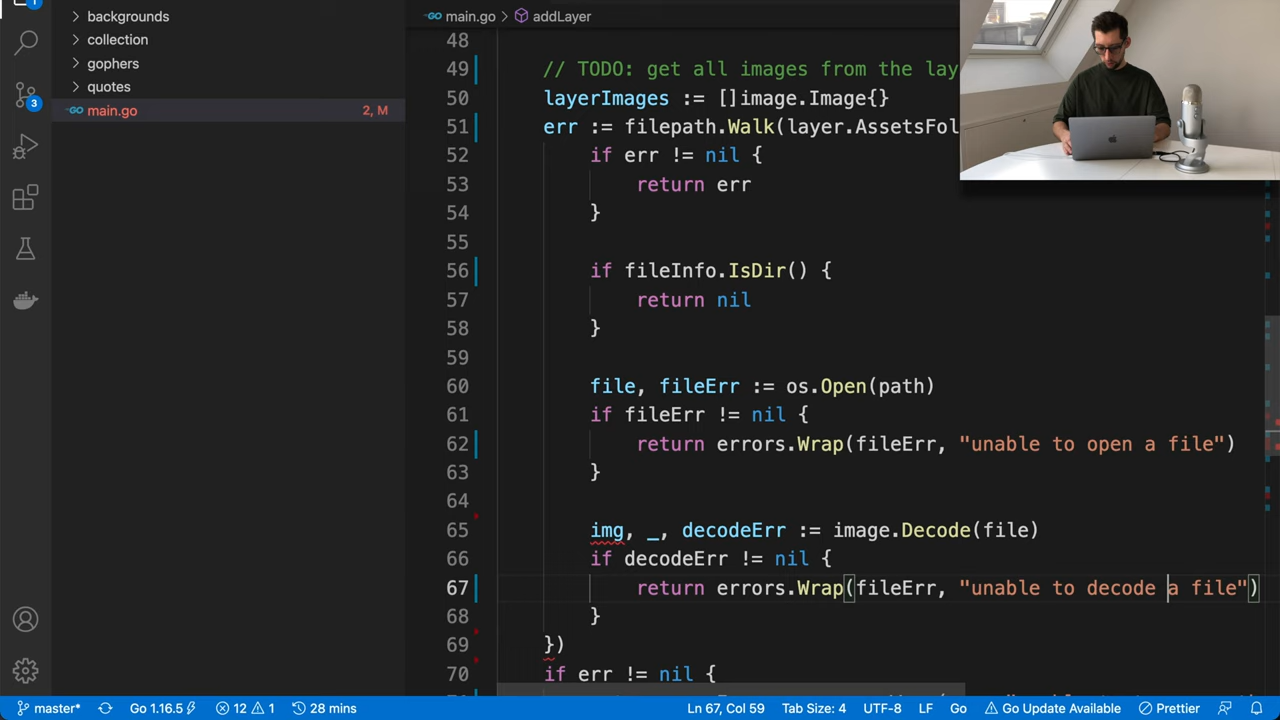 backgrounds
collection
gophers
quotes
main.go 2, M
3
main.go > addLayer
48
49 // TODO: get all images from the lay
50 layerImages := []image.Image{}
51 err := filepath.Walk(layer.AssetsFol
52 if err != nil {
53 return err
54 }
55
56 if fileInfo.IsDir() {
57 return nil
58 }
59
60 file, fileErr := os.Open(path)
61 if fileErr != nil {
62 return errors.Wrap(fileErr, "unable to open a file")
63 }
64
65 img, _, decodeErr := image.Decode(file)
66 if decodeErr != nil {
67 return errors.Wrap(fileErr, "unable to decode a file")
68 }
69 })
70 if err != nil {
master* Go 1.16.5 12 1 28 mins Ln 67, Col 59 Tab Size: 4 UTF-8 LF Go Go Update Available Prettier